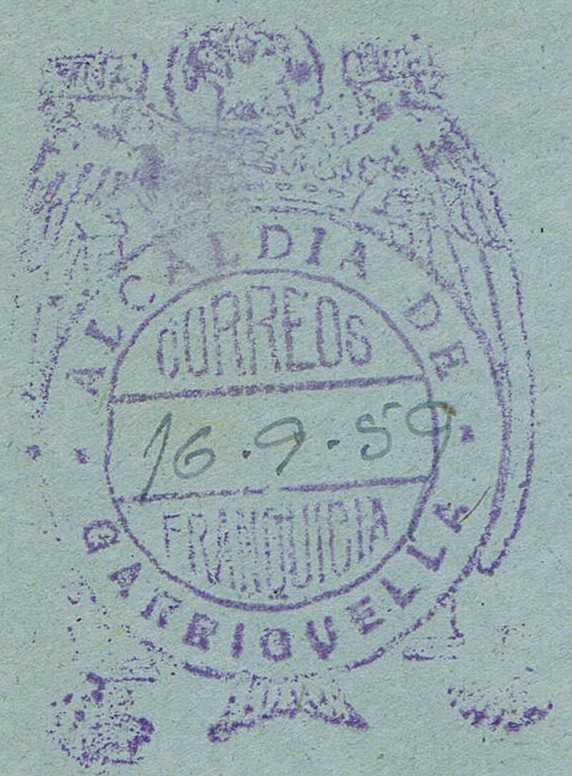 ALCALDIA DE
CORREOS
16.9.59
FRANQUICIA
GARRIGUELLA